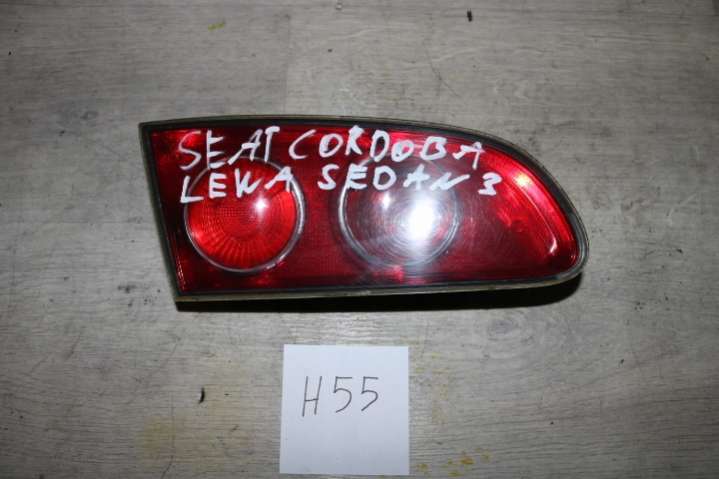 SEAT CORDOBA
LEWA SEDAN 3
H55